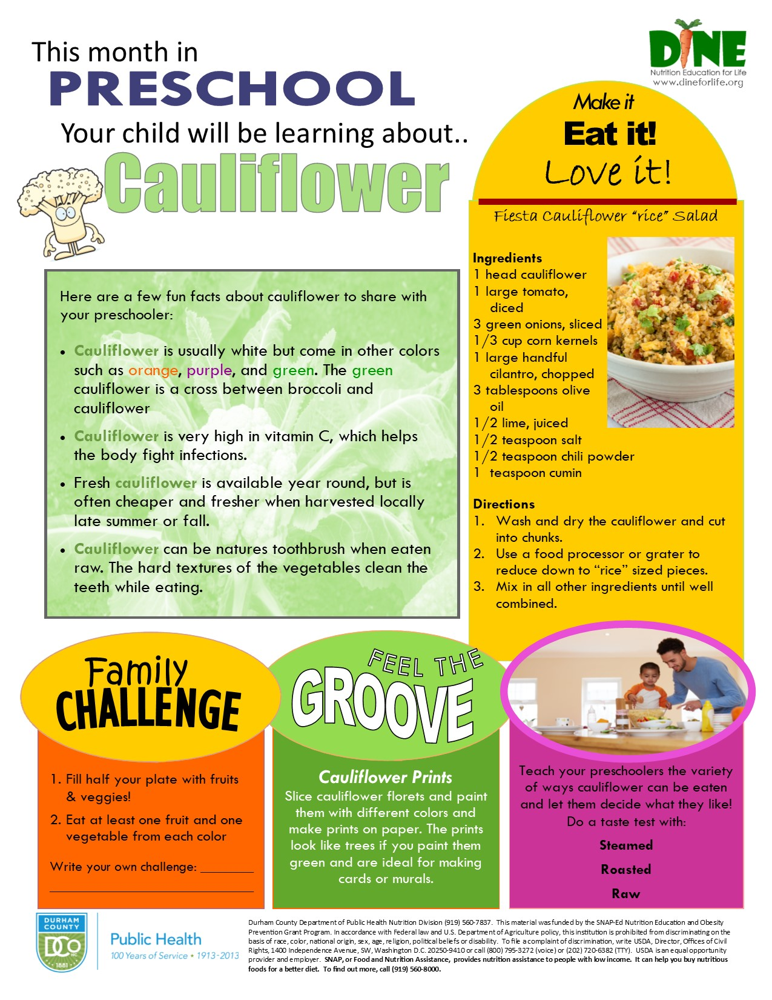 This month in
PRESCHOOL
Your child will be learning about..
Cauliflower
DINE
Nutrition Education for Life
www.dineforlife.org
Make it
Eat it!
Love it!
Fiesta Cauliflower “rice” Salad
Ingredients
1 head cauliflower
1 large tomato,
diced
3 green onions, sliced
1/3 cup corn kernels
1 large handful
cilantro, chopped
3 tablespoons olive
oil
1/2 lime, juiced
1/2 teaspoon salt
1/2 teaspoon chili powder
1 teaspoon cumin
Directions
1. Wash and dry the cauliflower and cut
into chunks.
2. Use a food processor or grater to
reduce down to “rice” sized pieces.
3. Mix in all other ingredients until well
combined.
Here are a few fun facts about cauliflower to share with
your preschooler:
• Cauliflower is usually white but come in other colors
such as orange, purple, and green. The green
cauliflower is a cross between broccoli and
cauliflower
• Cauliflower is very high in vitamin C, which helps
the body fight infections.
• Fresh cauliflower is available year round, but is
often cheaper and fresher when harvested locally
late summer or fall.
• Cauliflower can be natures toothbrush when eaten
raw. The hard textures of the vegetables clean the
teeth while eating.
Family
CHALLENGE
1. Fill half your plate with fruits
& veggies!
2. Eat at least one fruit and one
vegetable from each color
Write your own challenge: ________
FEEL THE
GROOVE
Cauliflower Prints
Slice cauliflower florets and paint
them with different colors and
make prints on paper. The prints
look like trees if you paint them
green and are ideal for making
cards or murals.
Teach your preschoolers the variety
of ways cauliflower can be eaten
and let them decide what they like!
Do a taste test with:
Steamed
Roasted
Raw
DURHAM
COUNTY
DCO
NC
1881
Public Health
100 Years of Service • 1913-2013
Durham County Department of Public Health Nutrition Division (919) 560-7837. This material was funded by the SNAP-Ed Nutrition Education and Obesity
Prevention Grant Program. In accordance with Federal law and U.S. Department of Agriculture policy, this institution is prohibited from discriminating on the
basis of race, color, national origin, sex, age, religion, political beliefs or disability. To file a complaint of discrimination, write USDA, Director, Offices of Civil
Rights, 1400 Independence Avenue, SW, Washington D.C. 20250-9410 or call (800) 795-3272 (voice) or (202) 720-6382 (TTY). USDA is an equal opportunity
provider and employer. SNAP, or Food and Nutrition Assistance, provides nutrition assistance to people with low income. It can help you buy nutritious
foods for a better diet. To find out more, call (919) 560-8000.